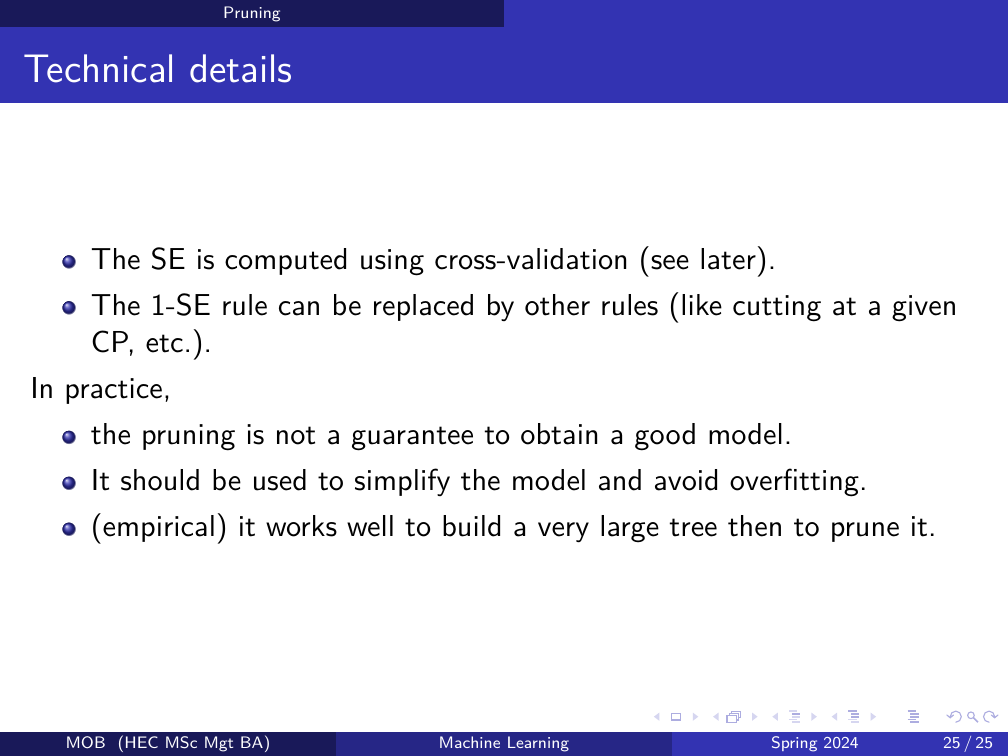 Pruning
Technical details
The SE is computed using cross-validation (see later).
The 1-SE rule can be replaced by other rules (like cutting at a given
CP, etc.).
In practice,
the pruning is not a guarantee to obtain a good model.
It should be used to simplify the model and avoid overfitting.
(empirical) it works well to build a very large tree then to prune it.
MOB (HEC MSc Mgt BA)
Machine Learning
Spring 2024
25 / 25